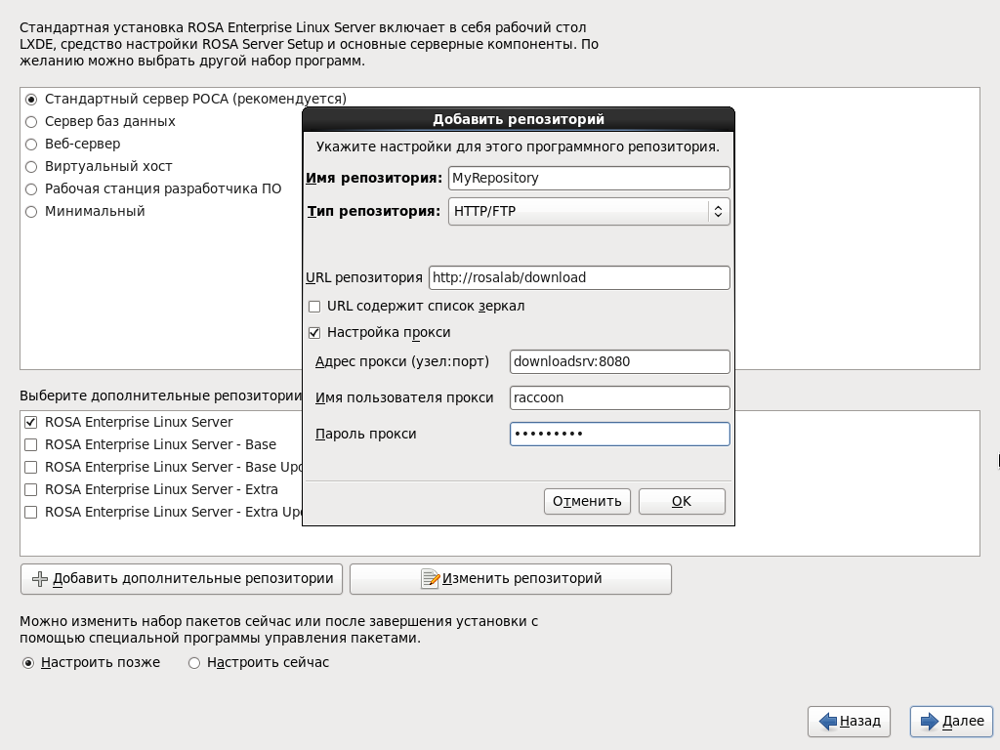 Стандартная установка ROSA Enterprise Linux Server включает в себя рабочий стол
LXDE, средство настройки ROSA Server Setup и основные серверные компоненты. По
желанию можно выбрать другой набор программ.
Стандартный сервер РОСА (рекомендуется)
Сервер баз данных
Веб-сервер
Виртуальный хост
Рабочая станция разработчика ПО
Минимальный
Добавить репозиторий
Укажите настройки для этого программного репозитория.
Имя репозитория: MyRepository
Тип репозитория: HTTP/FTP
URL репозитория http://rosalab/download
URL содержит список зеркал
Настройка прокси
Адрес прокси (узел:порт) downloadsrv:8080
Имя пользователя прокси raccoon
Пароль прокси •••••••••
Отменить OK
Выберите дополнительные репозитории
ROSA Enterprise Linux Server
ROSA Enterprise Linux Server - Base
ROSA Enterprise Linux Server - Base Upd
ROSA Enterprise Linux Server - Extra
ROSA Enterprise Linux Server - Extra Upd
Добавить дополнительные репозитории Изменить репозиторий
Можно изменить набор пакетов сейчас или после завершения установки с
помощью специальной программы управления пакетами.
Настроить позже Настроить сейчас
Назад Далее